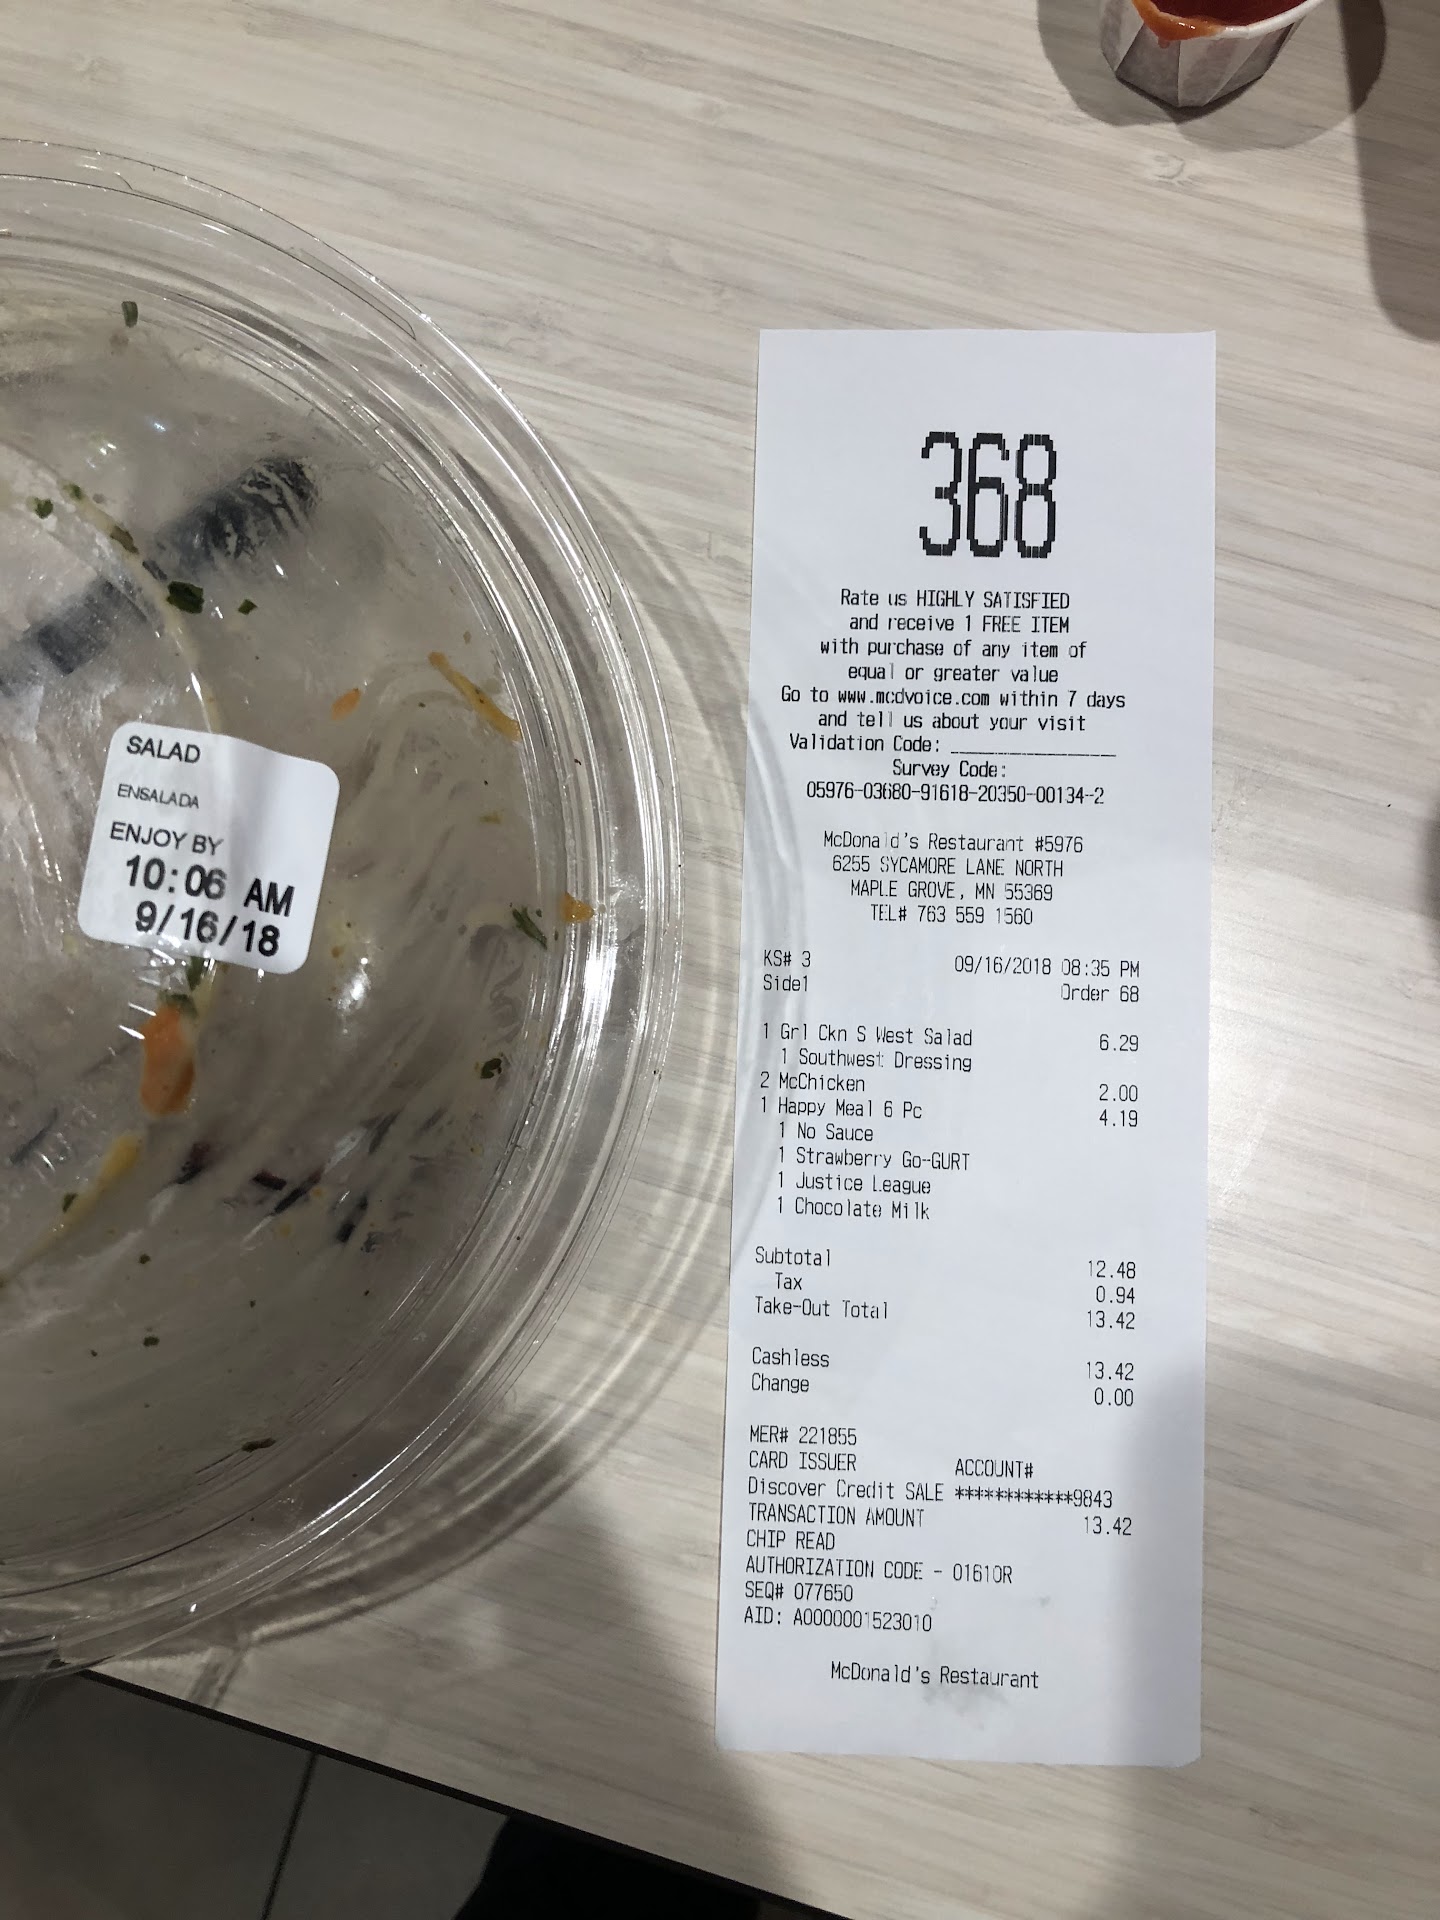 SALAD
ENSALADA
ENJOY BY
10:06 AM
9/16/18
368
Rate us HIGHLY SATISFIED
and receive 1 FREE ITEM
with purchase of any item of
equal or greater value
Go to www.mcdvoice.com within 7 days
and tell us about your visit
Validation Code: _______________
Survey Code:
05976-03680-91618-20350-00134-2
McDonald's Restaurant #5976
6255 SYCAMORE LANE NORTH
MAPLE GROVE, MN 55369
TEL# 763 559 1560
KS# 3 09/16/2018 08:35 PM
Side1 Order 68
1 Grl Ckn S West Salad 6.29
1 Southwest Dressing
2 McChicken 2.00
1 Happy Meal 6 Pc 4.19
1 No Sauce
1 Strawberry Go-GURT
1 Justice League
1 Chocolate Milk
Subtotal 12.48
Tax 0.94
Take-Out Total 13.42
Cashless 13.42
Change 0.00
MER# 221855
CARD ISSUER ACCOUNT#
Discover Credit SALE ************9843
TRANSACTION AMOUNT 13.42
CHIP READ
AUTHORIZATION CODE - 01610R
SEQ# 077650
AID: A0000001523010
McDonald's Restaurant